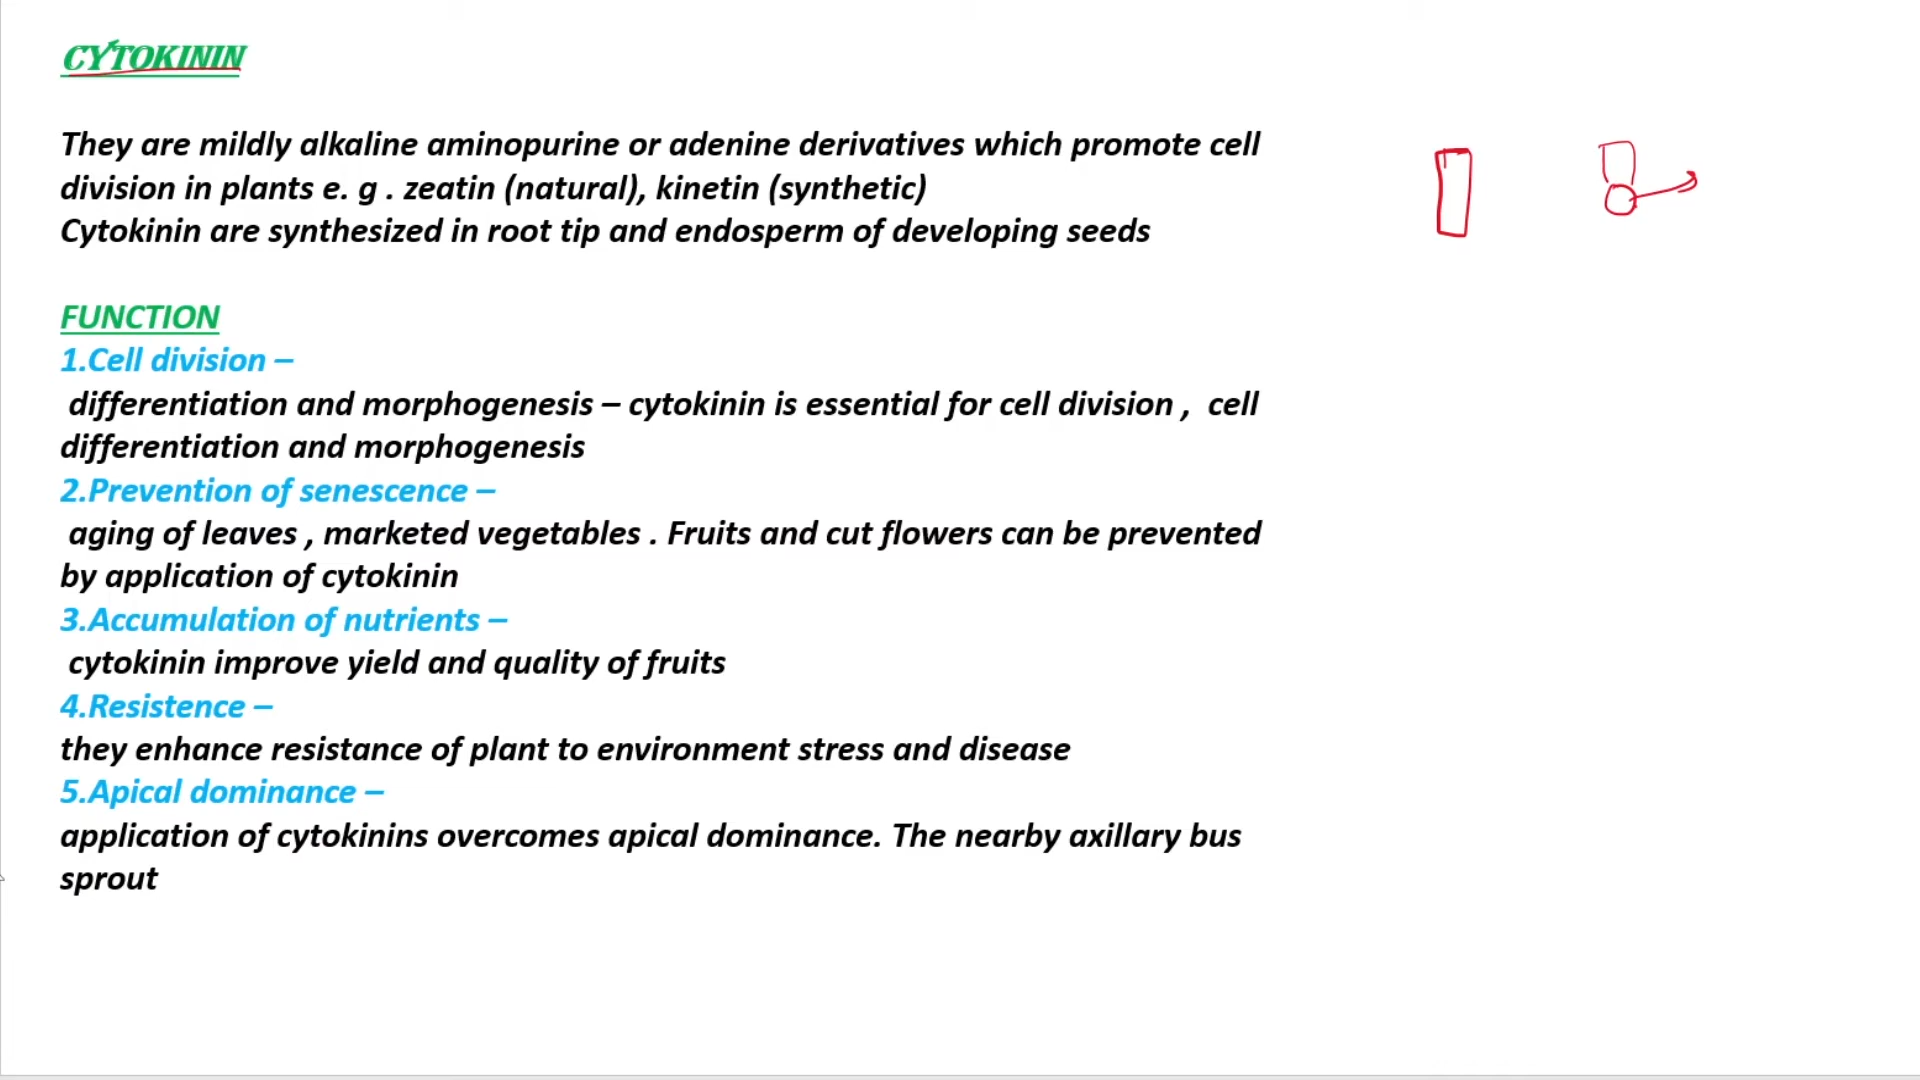 CYTOKININ
They are mildly alkaline aminopurine or adenine derivatives which promote cell
division in plants e. g . zeatin (natural), kinetin (synthetic)
Cytokinin are synthesized in root tip and endosperm of developing seeds
FUNCTION
1.Cell division –
differentiation and morphogenesis – cytokinin is essential for cell division , cell
differentiation and morphogenesis
2.Prevention of senescence –
aging of leaves , marketed vegetables . Fruits and cut flowers can be prevented
by application of cytokinin
3.Accumulation of nutrients –
cytokinin improve yield and quality of fruits
4.Resistence –
they enhance resistance of plant to environment stress and disease
5.Apical dominance –
application of cytokinins overcomes apical dominance. The nearby axillary bus
sprout